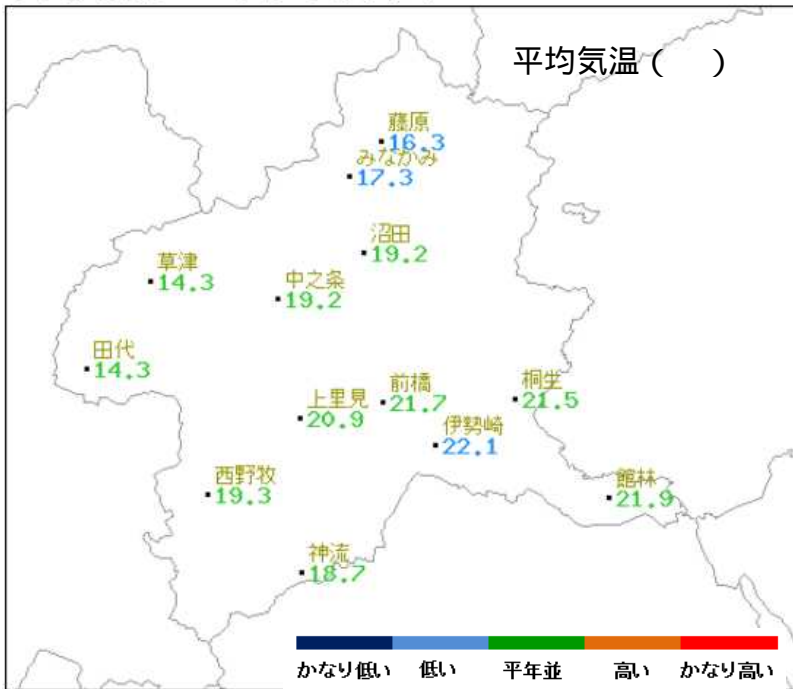 平均気温（　）
藤原
16.3
みなかみ
17.3
沼田
19.2
草津
14.3
中之条
19.2
田代
14.3
前橋
21.7
桐生
21.5
上里見
20.9
伊勢崎
22.1
西野牧
19.3
館林
21.9
神流
18.7
かなり低い 低い 平年並 高い かなり高い